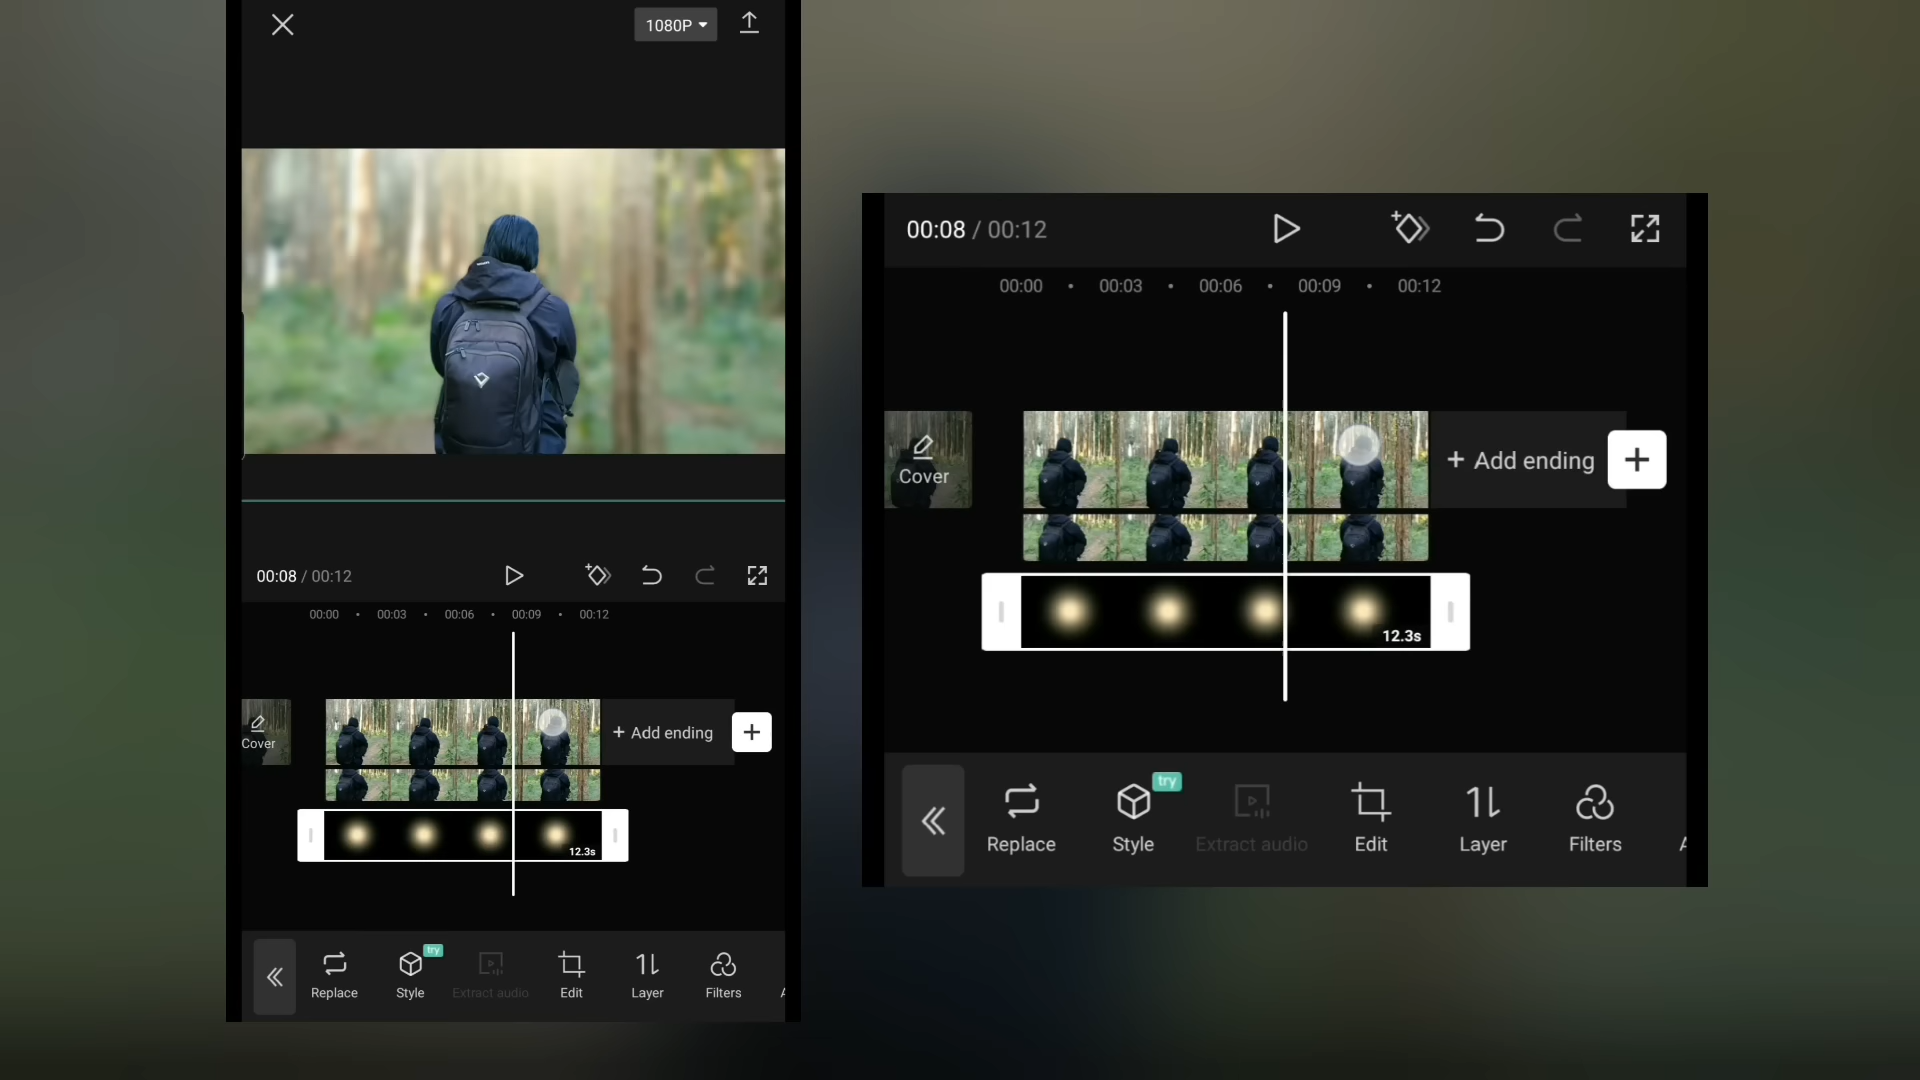 1080P
00:08 / 00:12
00:00 • 00:03 • 00:06 • 00:09 • 00:12
Cover
+ Add ending
12.3s
try
Replace
Style
Extract audio
Edit
Layer
Filters
A
00:08 / 00:12
00:00 • 00:03 • 00:06 • 00:09 • 00:12
Cover
+ Add ending
12.3s
try
Replace
Style
Extract audio
Edit
Layer
Filters
A